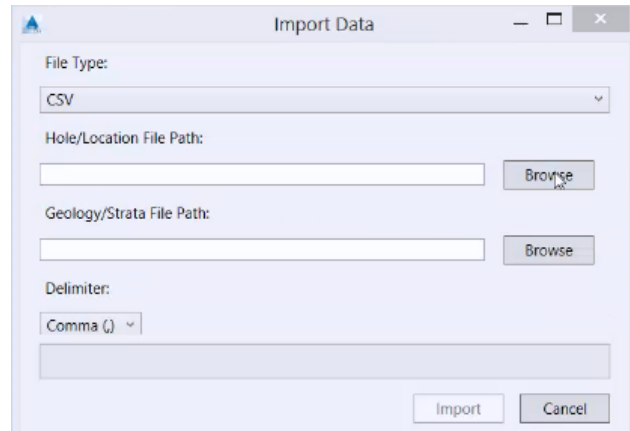 Import Data
File Type:
CSV
Hole/Location File Path:
Browse
Geology/Strata File Path:
Browse
Delimiter:
Comma (,)
Import Cancel